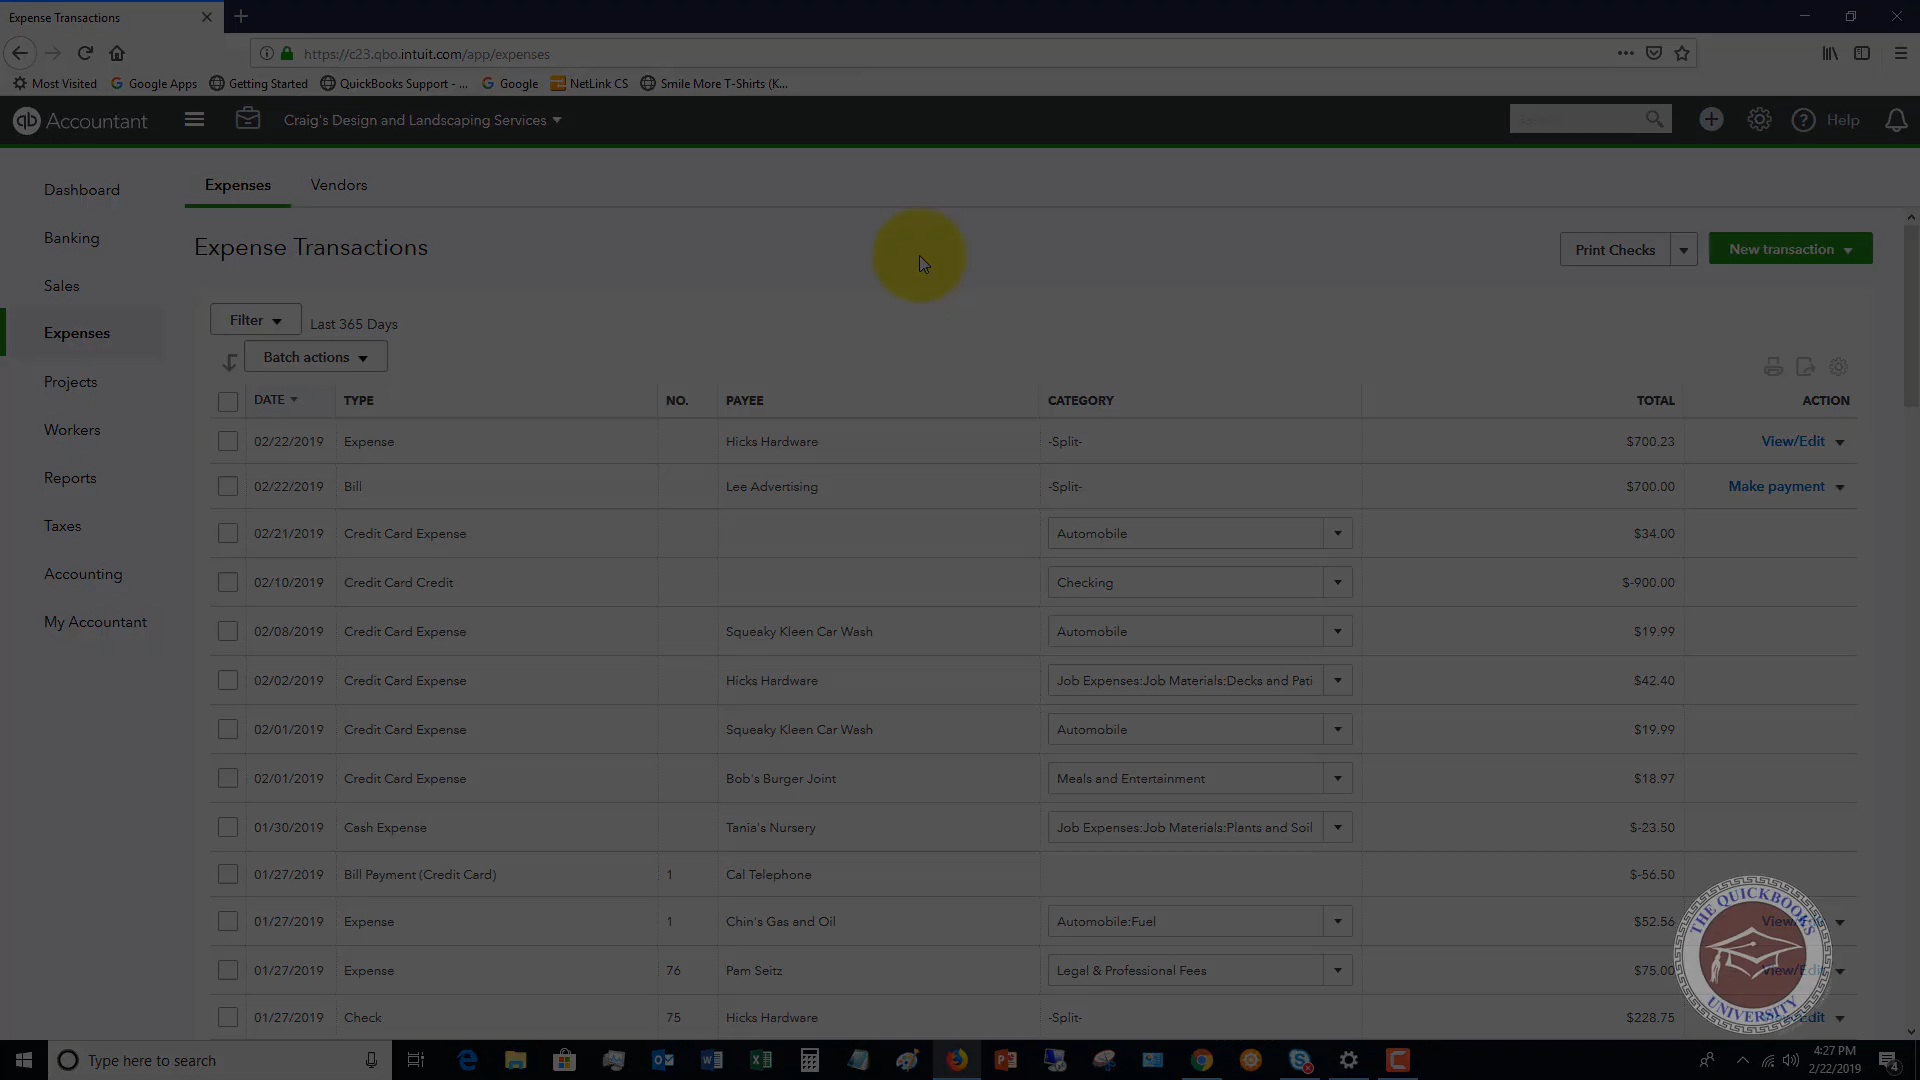 Expense Transactions
https://c23.qbo.intuit.com/app/expenses
Most Visited Google Apps Getting Started QuickBooks Support - ... Google NetLink CS Smile More T-Shirts (K...
qb Accountant Craig's Design and Landscaping Services Help
Dashboard
Banking
Sales
Expenses
Projects
Workers
Reports
Taxes
Accounting
My Accountant
Expenses Vendors
Expense Transactions
Print Checks New transaction
Filter Last 365 Days
Batch actions
DATE TYPE NO. PAYEE CATEGORY TOTAL ACTION
02/22/2019 Expense Hicks Hardware -Split- $700.23 View/Edit
02/22/2019 Bill Lee Advertising -Split- $700.00 Make payment
02/21/2019 Credit Card Expense Automobile $34.00
02/10/2019 Credit Card Credit Checking $-900.00
02/08/2019 Credit Card Expense Squeaky Kleen Car Wash Automobile $19.99
02/02/2019 Credit Card Expense Hicks Hardware Job Expenses:Job Materials:Decks and Pati $42.40
02/01/2019 Credit Card Expense Squeaky Kleen Car Wash Automobile $19.99
02/01/2019 Credit Card Expense Bob's Burger Joint Meals and Entertainment $18.97
01/30/2019 Cash Expense Tania's Nursery Job Expenses:Job Materials:Plants and Soil $-23.50
01/27/2019 Bill Payment (Credit Card) 1 Cal Telephone $-56.50
01/27/2019 Expense 1 Chin's Gas and Oil Automobile:Fuel $52.56
01/27/2019 Expense 76 Pam Seitz Legal & Professional Fees $75.00 View/Edit
01/27/2019 Check 75 Hicks Hardware -Split- $228.75
THE QUICKBOOKS
UNIVERSITY
Type here to search
4:27 PM
2/22/2019
4